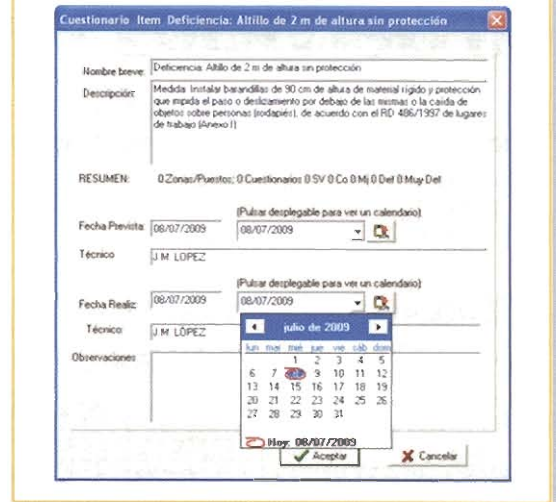 Cuestionario Item Deficiencia: Altillo de 2 m de altura sin protección
Nombre breve: Deficiencia: Altillo de 2 m de altura sin protección
Descripción: Medida: Instalar barandillas de 90 cm de altura de material rígido y protección
que impida el paso o deslizamiento por debajo de las mismas o la caída de
objetos sobre personas (rodapiés), de acuerdo con el RD 486/1997 de lugares
de trabajo (Anexo I)
RESUMEN: 0 Zonas/Puestos; 0 Cuestionarios 0 SV 0 Co 0 Mj 0 Def 0 Muy Def
(Pulsar desplegable para ver un calendario)
Fecha Prevista 08/07/2009 08/07/2009
Técnico J.M. LOPEZ
(Pulsar desplegable para ver un calendario)
Fecha Realiz: 08/07/2009 08/07/2009
Técnico: J.M. LÓPEZ
Observaciones
julio de 2009
lun mar mié jue vie sáb dom
1 2 3 4 5
6 7 8 9 10 11 12
13 14 15 16 17 18 19
20 21 22 23 24 25 26
27 28 29 30 31
Hoy: 08/07/2009
Aceptar Cancelar